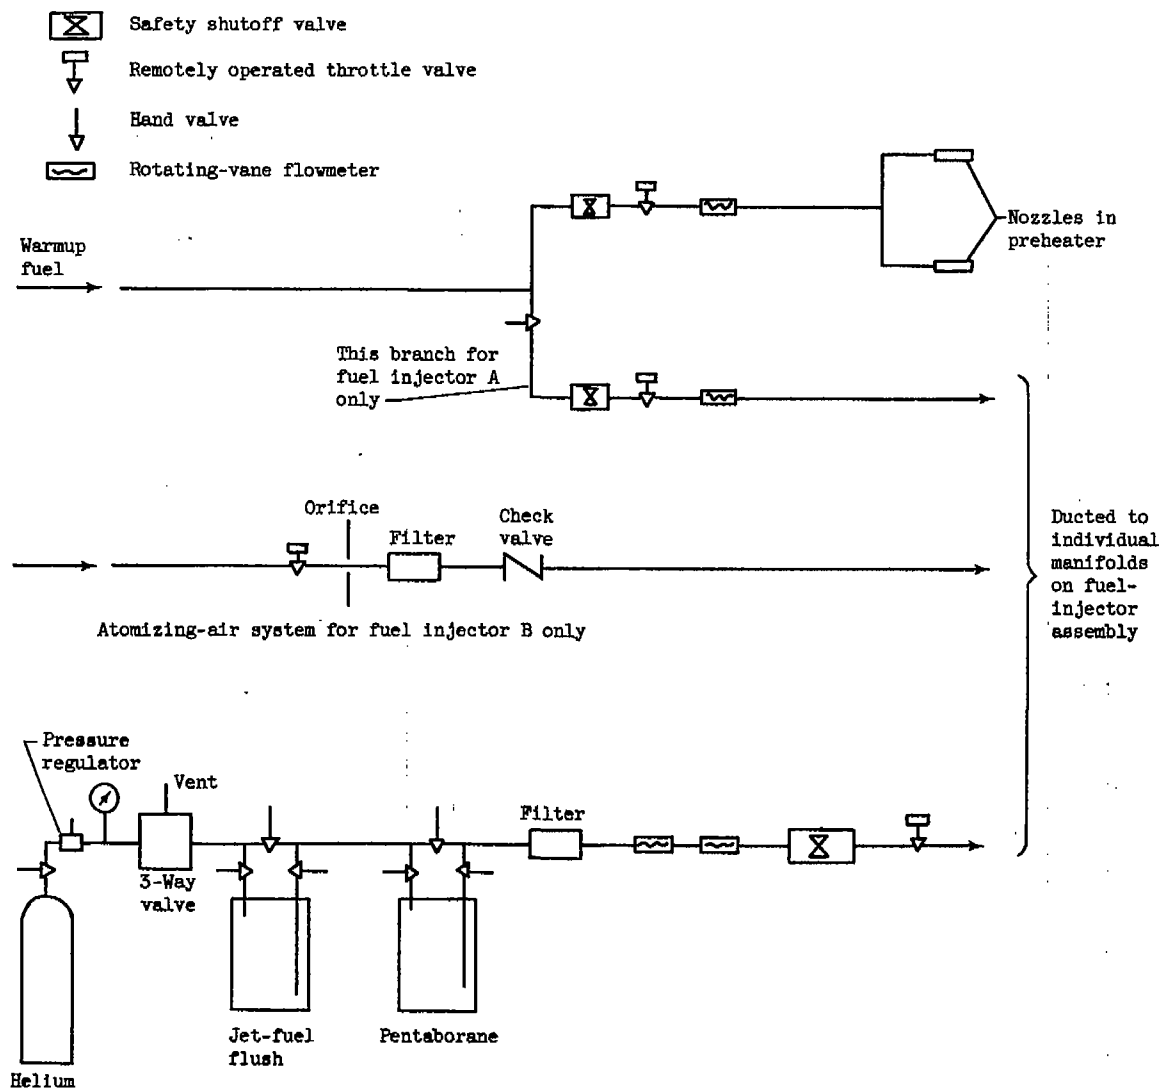 Safety shutoff valve
Remotely operated throttle valve
Hand valve
Rotating-vane flowmeter
Warmup
fuel
Nozzles in
preheater
This branch for
fuel injector A
only
Orifice
Filter
Check
valve
Atomizing-air system for fuel injector B only
Ducted to
individual
manifolds
on fuel-
injector
assembly
Pressure
regulator
Vent
3-Way
valve
Filter
Jet-fuel
flush
Pentaborane
Helium